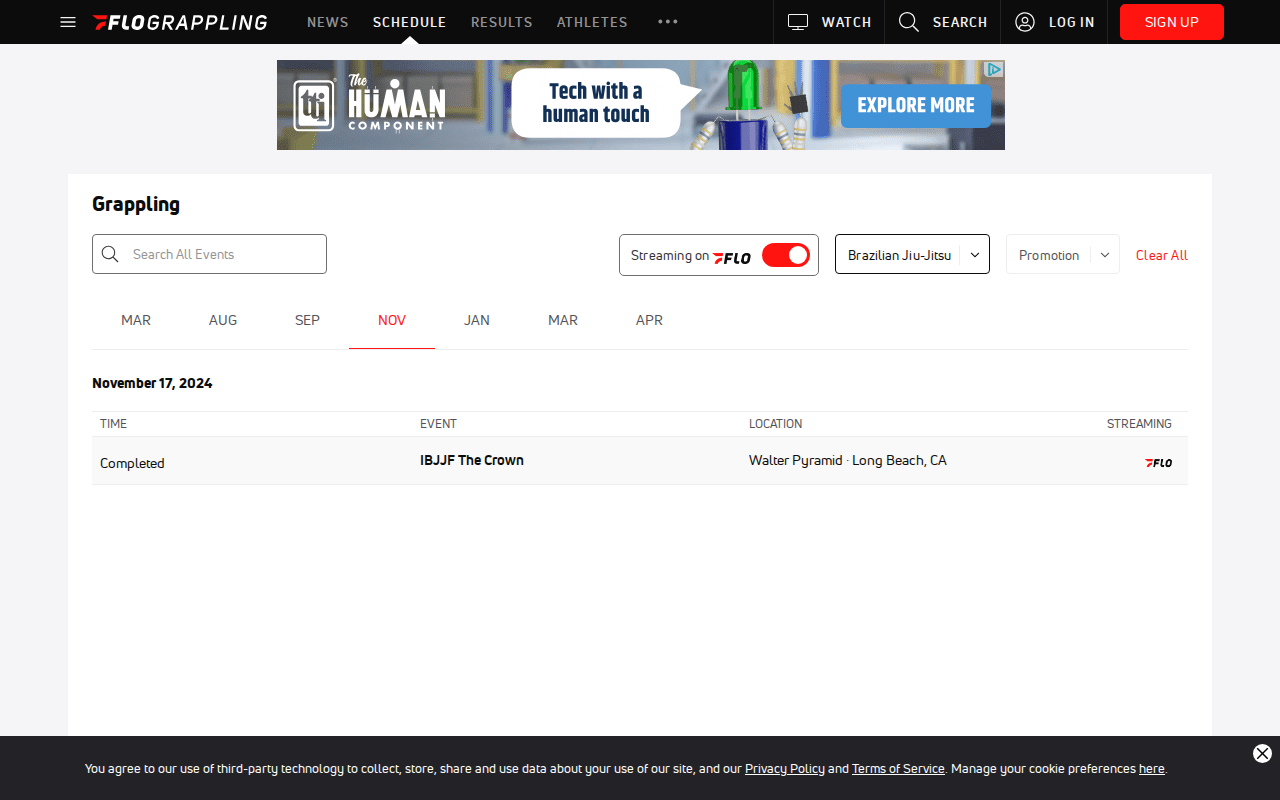 FLOGRAPPLING NEWS SCHEDULE RESULTS ATHLETES ••• WATCH SEARCH LOG IN SIGN UP
The HUMAN COMPONENT
Tech with a human touch
EXPLORE MORE
Grappling
Search All Events
Streaming on FLO
Brazilian Jiu-Jitsu
Promotion
Clear All
MAR AUG SEP NOV JAN MAR APR
November 17, 2024
TIME EVENT LOCATION STREAMING
Completed IBJJF The Crown Walter Pyramid · Long Beach, CA FLO
You agree to our use of third-party technology to collect, store, share and use data about your use of our site, and our Privacy Policy and Terms of Service. Manage your cookie preferences here.